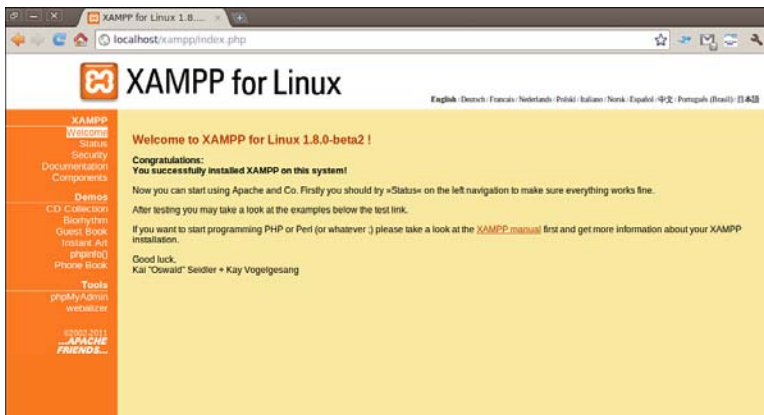 XAMPP for Linux 1.8....
localhost/xampp/index.php
XAMPP for Linux
English / Deutsch / Francais / Nederlands / Polski / Italiano / Norsk / Español / 中文 / Português (Brasil) / 日本語
XAMPP
Welcome
Status
Security
Documentation
Components
Demos
CD Collection
Biorhythm
Guest Book
Instant Art
phpinfo()
Phone Book
Tools
phpMyAdmin
webalizer
©2002-2011
...APACHE
FRIENDS...
Welcome to XAMPP for Linux 1.8.0-beta2 !
Congratulations:
You successfully installed XAMPP on this system!
Now you can start using Apache and Co. Firstly you should try »Status« on the left navigation to make sure everything works fine.
After testing you may take a look at the examples below the test link.
If you want to start programming PHP or Perl (or whatever ;) please take a look at the XAMPP manual first and get more information about your XAMPP
installation.
Good luck,
Kai "Oswald" Seidler + Kay Vogelgesang